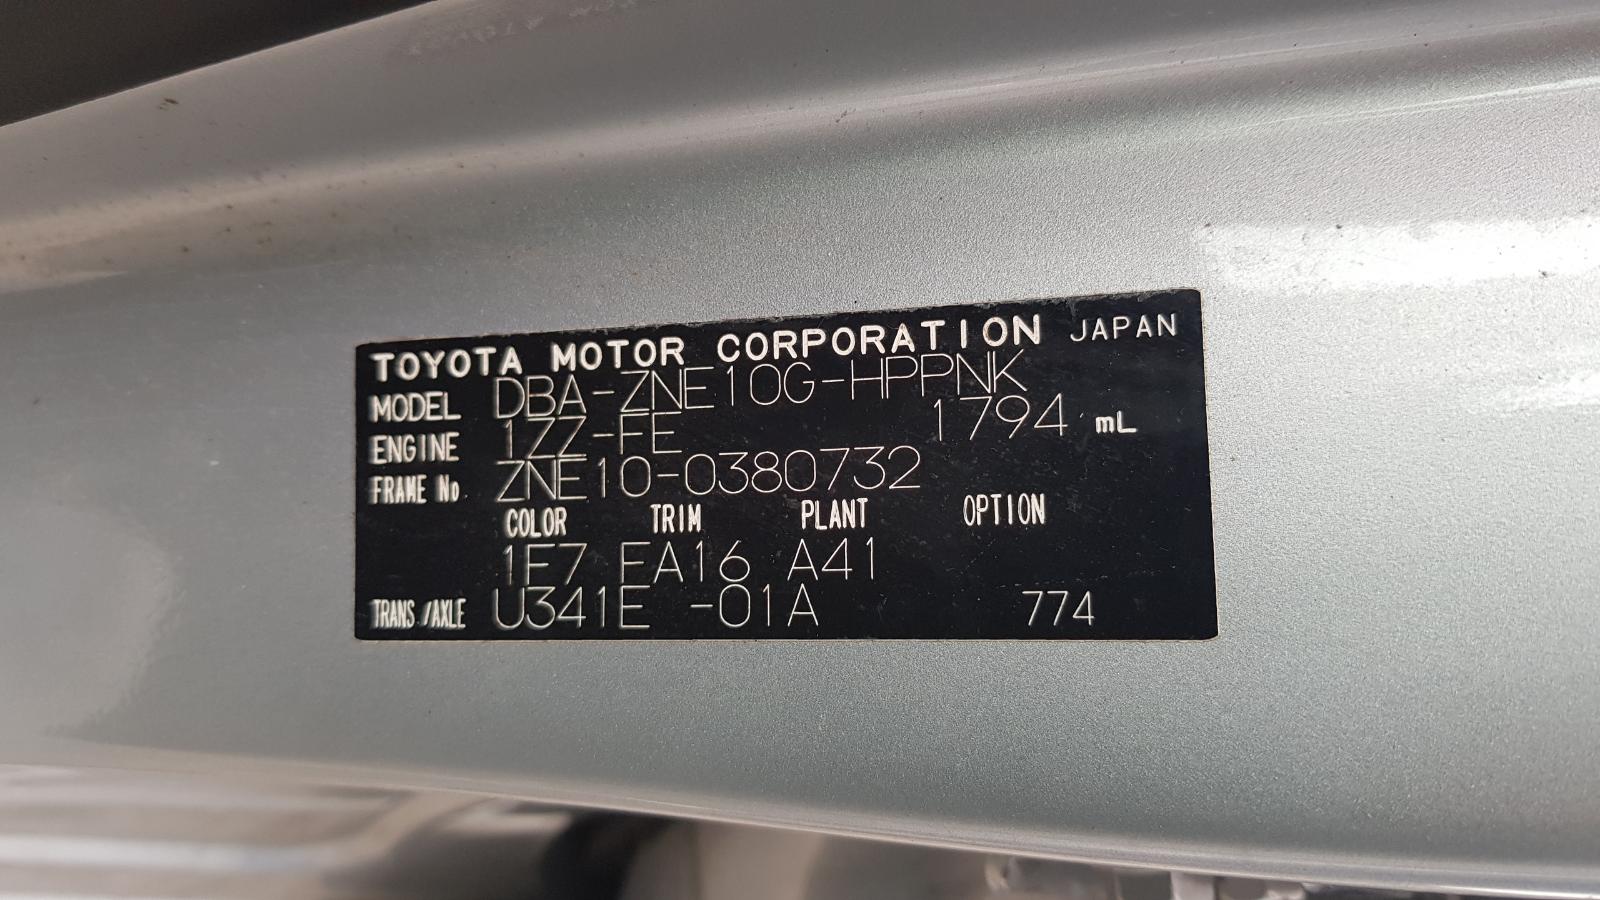 TOYOTA MOTOR CORPORATION JAPAN
MODEL DBA-ZNE10G-HPPNK
ENGINE 1ZZ-FE 1794 mL
FRAME No. ZNE10-0380732
COLOR TRIM PLANT OPTION
1F7 EA16 A41
TRANS./AXLE U341E -01A 774